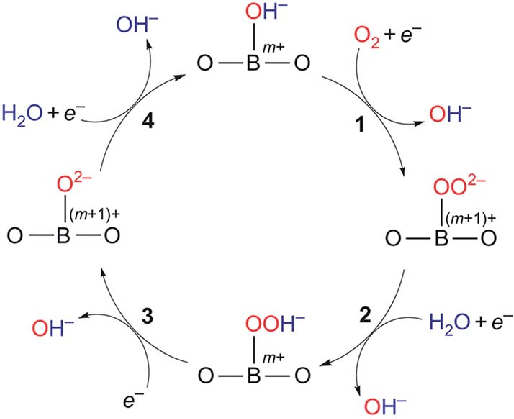 OH⁻
OH⁻
O₂ + e⁻
O—B—O
m+
H₂O + e⁻
4
1
OH⁻
O²⁻
(m+1)+
O—B—O
OO²⁻
(m+1)+
O—B—O
3
2
OH⁻
OOH⁻
m+
O—B—O
H₂O + e⁻
e⁻
OH⁻